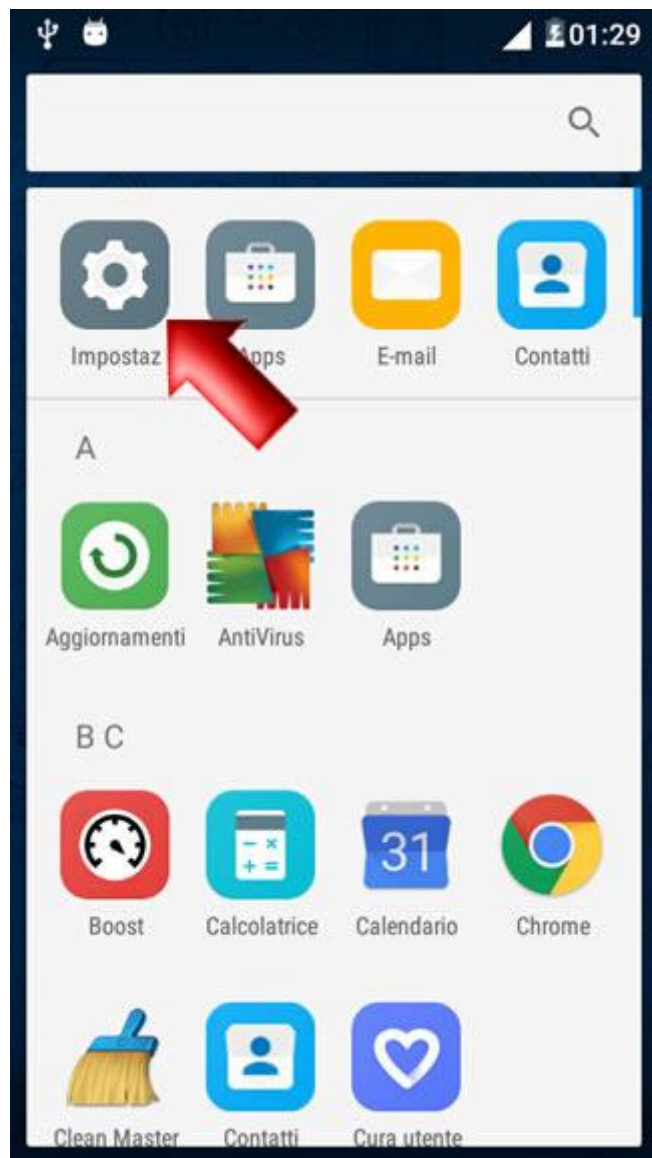 01:29
Impostaz Apps E-mail Contatti
A
Aggiornamenti AntiVirus Apps
B C
31
Boost Calcolatrice Calendario Chrome
Clean Master Contatti Cura utente